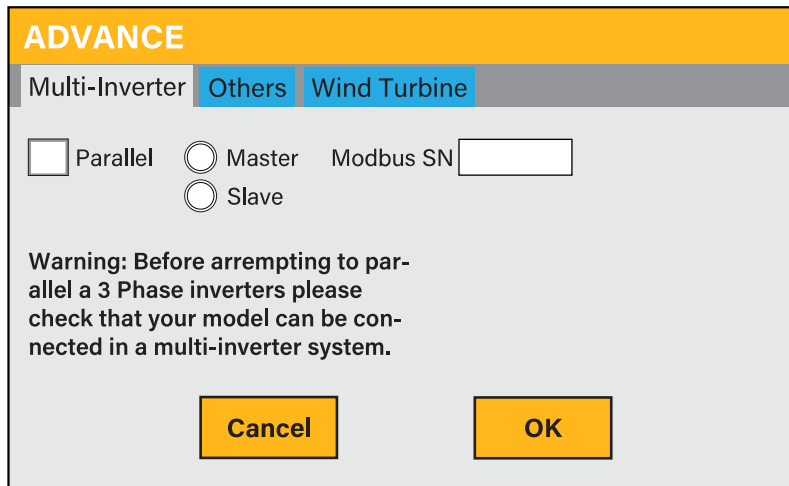 ADVANCE
Multi-Inverter Others Wind Turbine
Parallel Master Modbus SN
Slave
Warning: Before arrempting to par-
allel a 3 Phase inverters please
check that your model can be con-
nected in a multi-inverter system.
Cancel OK